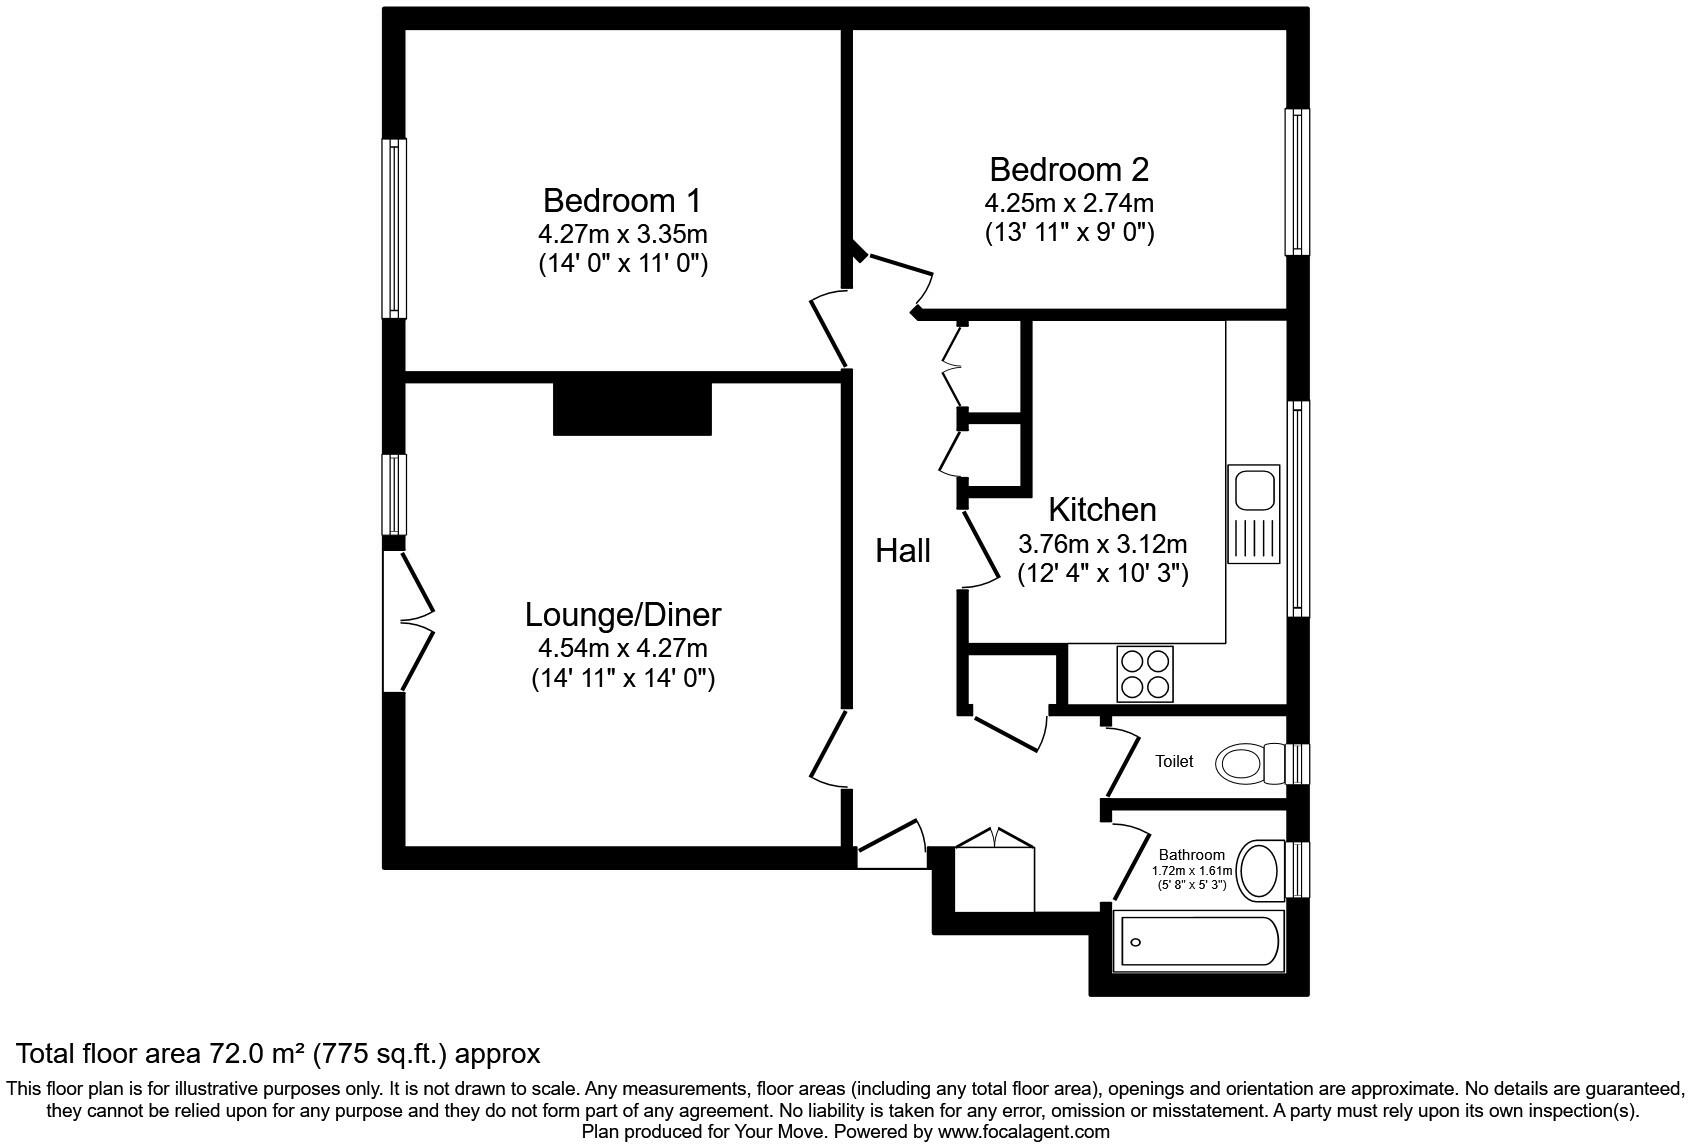 Bedroom 1
4.27m x 3.35m
(14' 0" x 11' 0")
Bedroom 2
4.25m x 2.74m
(13' 11" x 9' 0")
Kitchen
3.76m x 3.12m
(12' 4" x 10' 3")
Hall
Lounge/Diner
4.54m x 4.27m
(14' 11" x 14' 0")
Toilet
Bathroom
1.72m x 1.61m
(5' 8" x 5' 3")
Total floor area 72.0 m² (775 sq.ft.) approx
This floor plan is for illustrative purposes only. It is not drawn to scale. Any measurements, floor areas (including any total floor area), openings and orientation are approximate. No details are guaranteed,
they cannot be relied upon for any purpose and they do not form part of any agreement. No liability is taken for any error, omission or misstatement. A party must rely upon its own inspection(s).
Plan produced for Your Move. Powered by www.focalagent.com